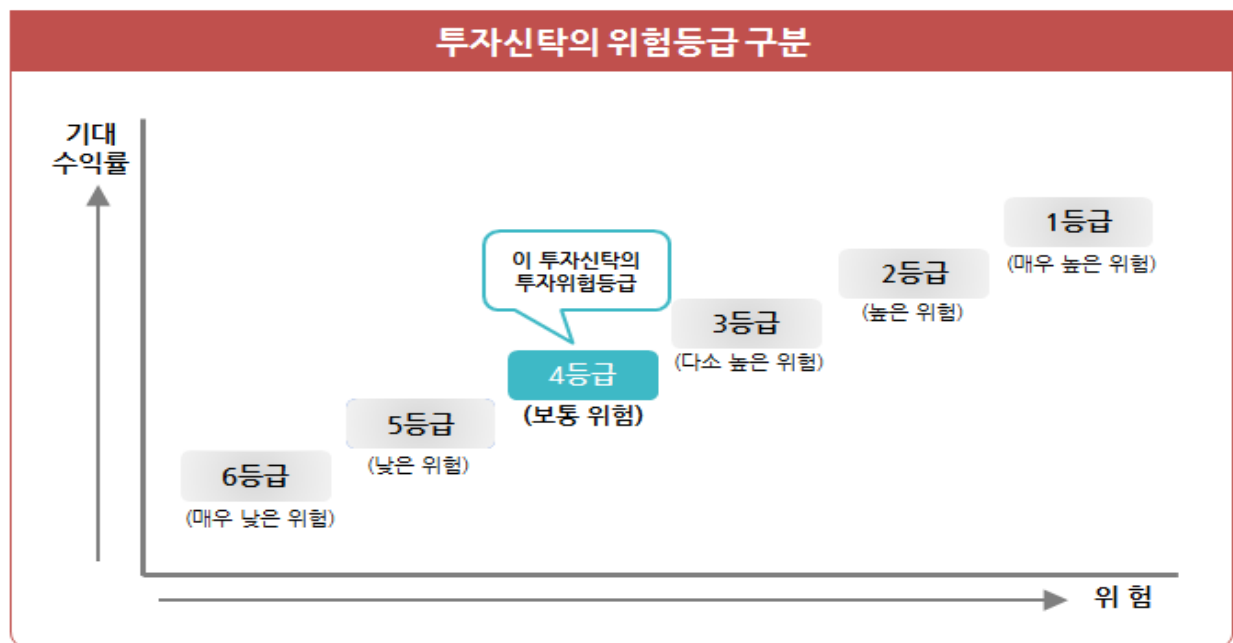 투자신탁의 위험등급 구분
기대
수익률
1등급
(매우 높은 위험)
2등급
(높은 위험)
이 투자신탁의
투자위험등급
3등급
(다소 높은 위험)
4등급
(보통 위험)
5등급
(낮은 위험)
6등급
(매우 낮은 위험)
위 험